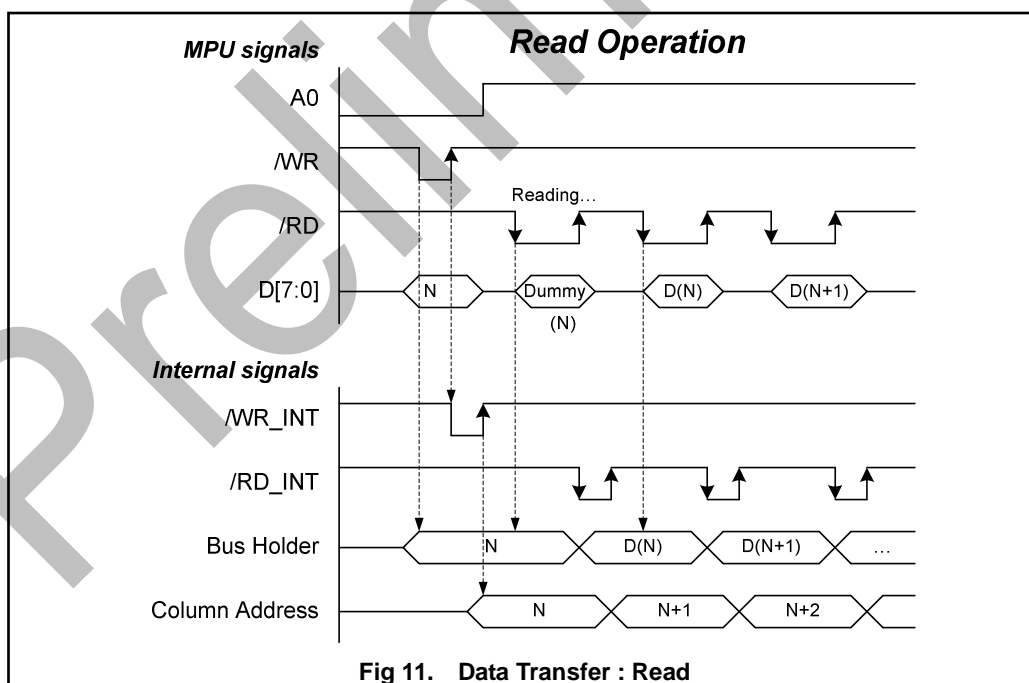 Prelim
Read Operation
MPU signals
A0
/WR
Reading…
/RD
D[7:0]
N
Dummy
(N)
D(N)
D(N+1)
Internal signals
/WR_INT
/RD_INT
Bus Holder
N
D(N)
D(N+1)
…
Column Address
N
N+1
N+2
Fig 11. Data Transfer : Read